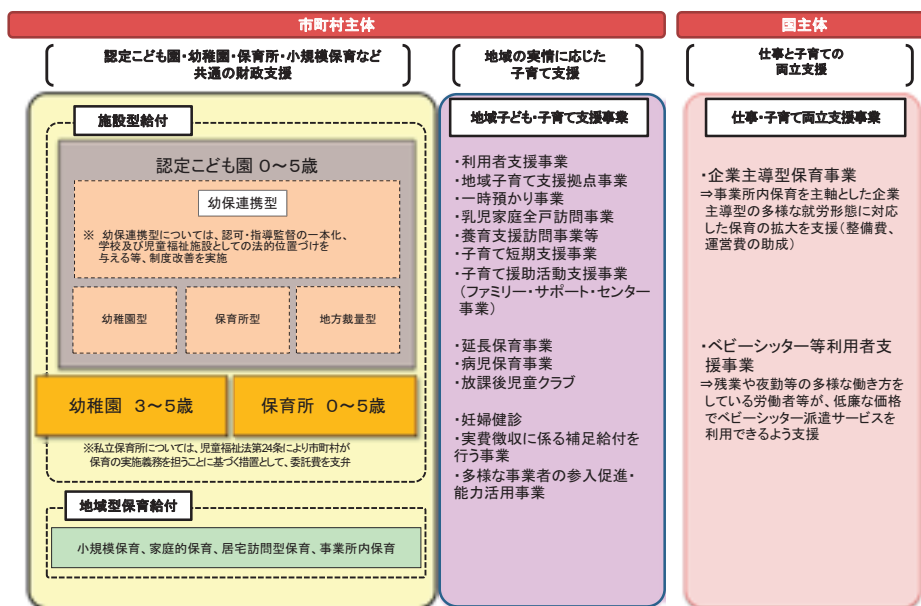 市町村主体
国主体
認定こども園・幼稚園・保育所・小規模保育など
共通の財政支援
地域の実情に応じた
子育て支援
仕事と子育ての
両立支援
施設型給付
認定こども園 0～5歳
幼保連携型
※ 幼保連携型については、認可・指導監督の一本化、
学校及び児童福祉施設としての法的位置づけを
与える等、制度改善を実施
幼稚園型
保育所型
地方裁量型
幼稚園 3～5歳
保育所 0～5歳
※私立保育所については、児童福祉法第24条により市町村が
保育の実施義務を担うことに基づく措置として、委託費を支弁
地域型保育給付
小規模保育、家庭的保育、居宅訪問型保育、事業所内保育
地域子ども・子育て支援事業
・利用者支援事業
・地域子育て支援拠点事業
・一時預かり事業
・乳児家庭全戸訪問事業
・養育支援訪問事業等
・子育て短期支援事業
・子育て援助活動支援事業
（ファミリー・サポート・センター
事業）
・延長保育事業
・病児保育事業
・放課後児童クラブ
・妊婦健診
・実費徴収に係る補足給付を
行う事業
・多様な事業者の参入促進・
能力活用事業
仕事・子育て両立支援事業
・企業主導型保育事業
⇒事業所内保育を主軸とした企業
主導型の多様な就労形態に対応
した保育の拡大を支援（整備費、
運営費の助成）
・ベビーシッター等利用者支
援事業
⇒残業や夜勤等の多様な働き方を
している労働者等が、低廉な価格
でベビーシッター派遣サービスを
利用できるよう支援